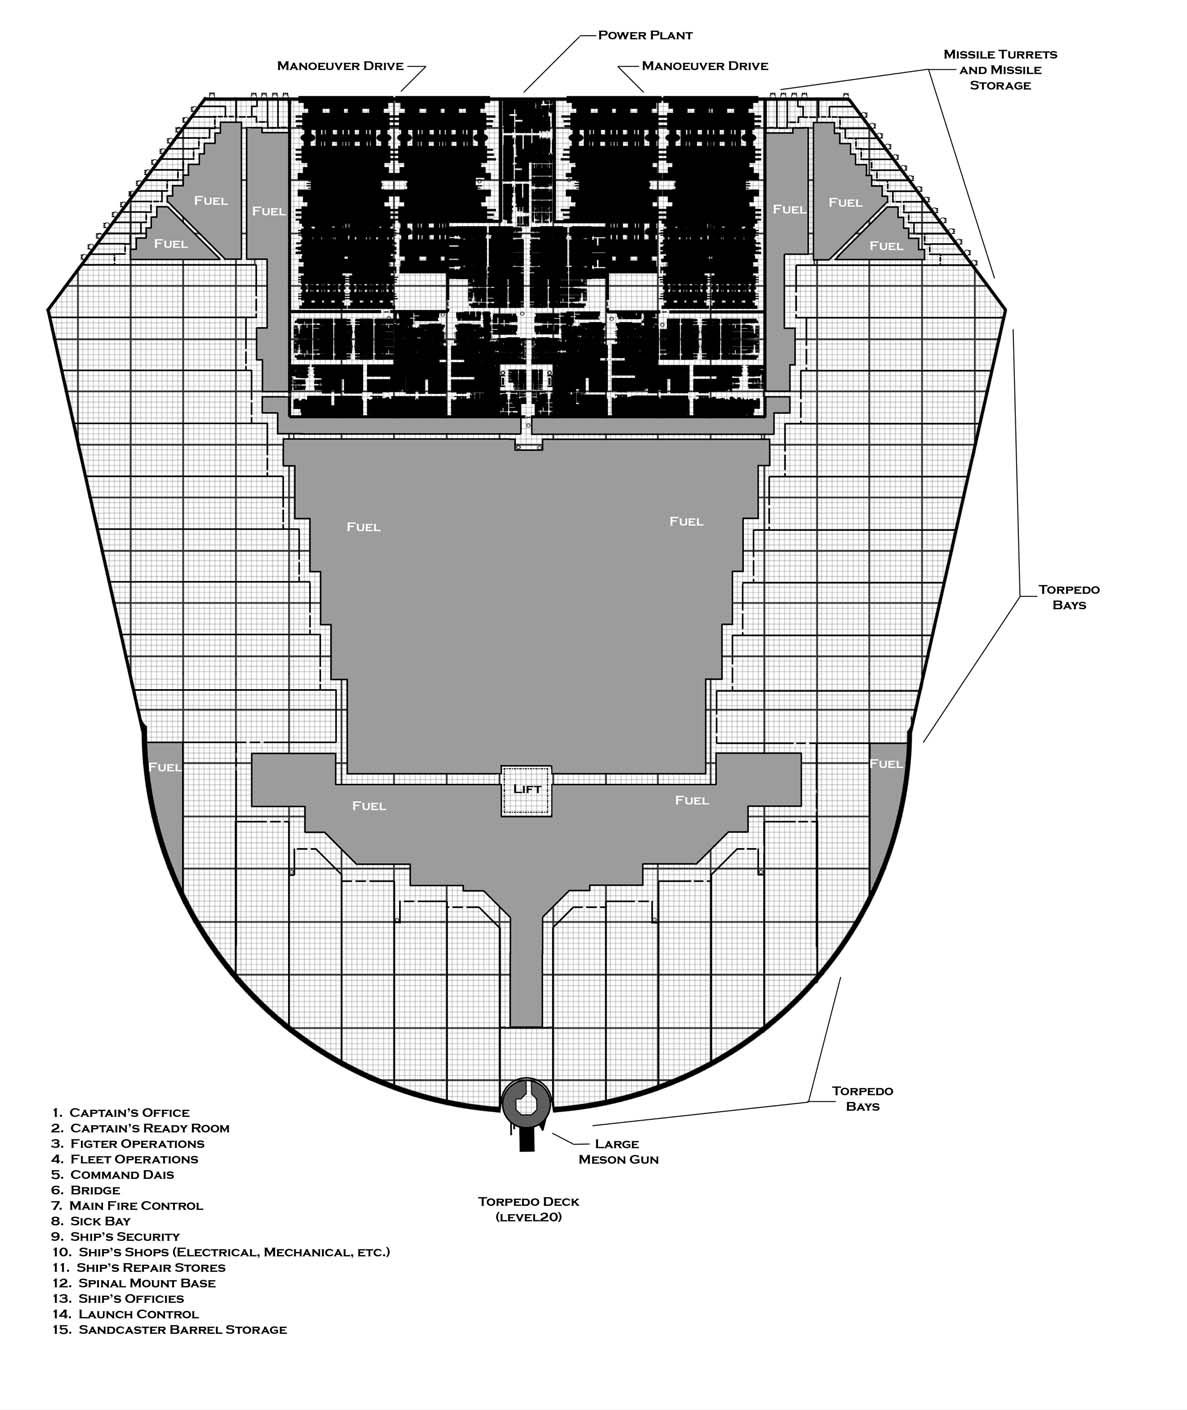 Power Plant
Manoeuver Drive
Manoeuver Drive
Missile Turrets
and Missile
Storage
Fuel
Fuel
Fuel
Fuel
Fuel
Fuel
Fuel
Fuel
Torpedo
Bays
Fuel
Fuel
Lift
Fuel
Fuel
Torpedo
Bays
Large
Meson Gun
Torpedo Deck
(level20)
1. Captain's Office
2. Captain's Ready Room
3. Figter Operations
4. Fleet Operations
5. Command Dais
6. Bridge
7. Main Fire Control
8. Sick Bay
9. Ship's Security
10. Ship's Shops (Electrical, Mechanical, etc.)
11. Ship's Repair Stores
12. Spinal Mount Base
13. Ship's Officies
14. Launch Control
15. Sandcaster Barrel Storage